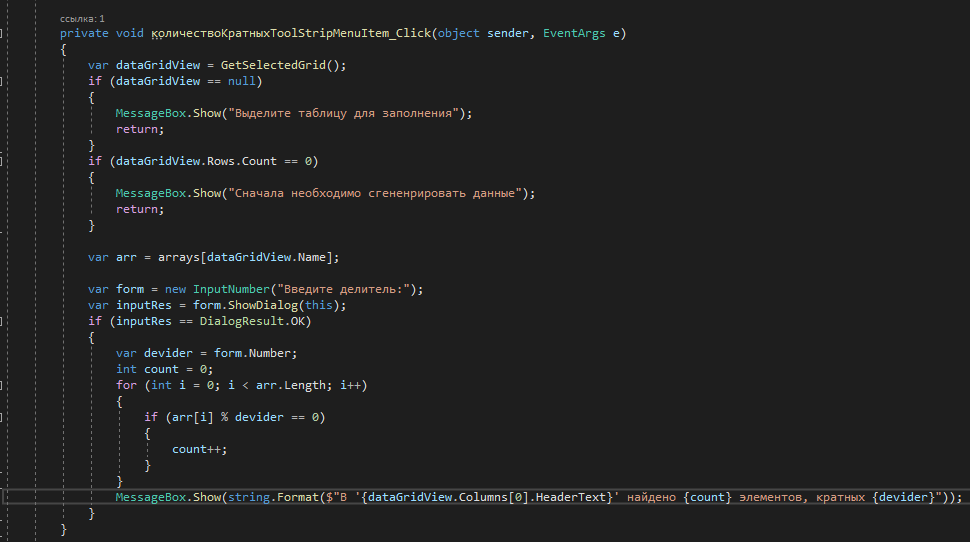 ссылка: 1
private void количествоКратныхToolStripMenuItem_Click(object sender, EventArgs e)
{
var dataGridView = GetSelectedGrid();
if (dataGridView == null)
{
MessageBox.Show("Выделите таблицу для заполнения");
return;
}
if (dataGridView.Rows.Count == 0)
{
MessageBox.Show("Сначала необходимо сгененрировать данные");
return;
}
var arr = arrays[dataGridView.Name];
var form = new InputNumber("Введите делитель:");
var inputRes = form.ShowDialog(this);
if (inputRes == DialogResult.OK)
{
var devider = form.Number;
int count = 0;
for (int i = 0; i < arr.Length; i++)
{
if (arr[i] % devider == 0)
{
count++;
}
}
MessageBox.Show(string.Format($"В '{dataGridView.Columns[0].HeaderText}' найдено {count} элементов, кратных {devider}"));
}
}